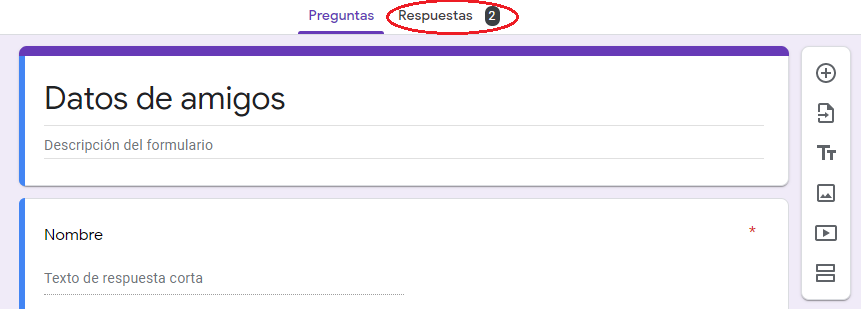 Preguntas Respuestas 2
Datos de amigos
Descripción del formulario
Nombre *
Texto de respuesta corta